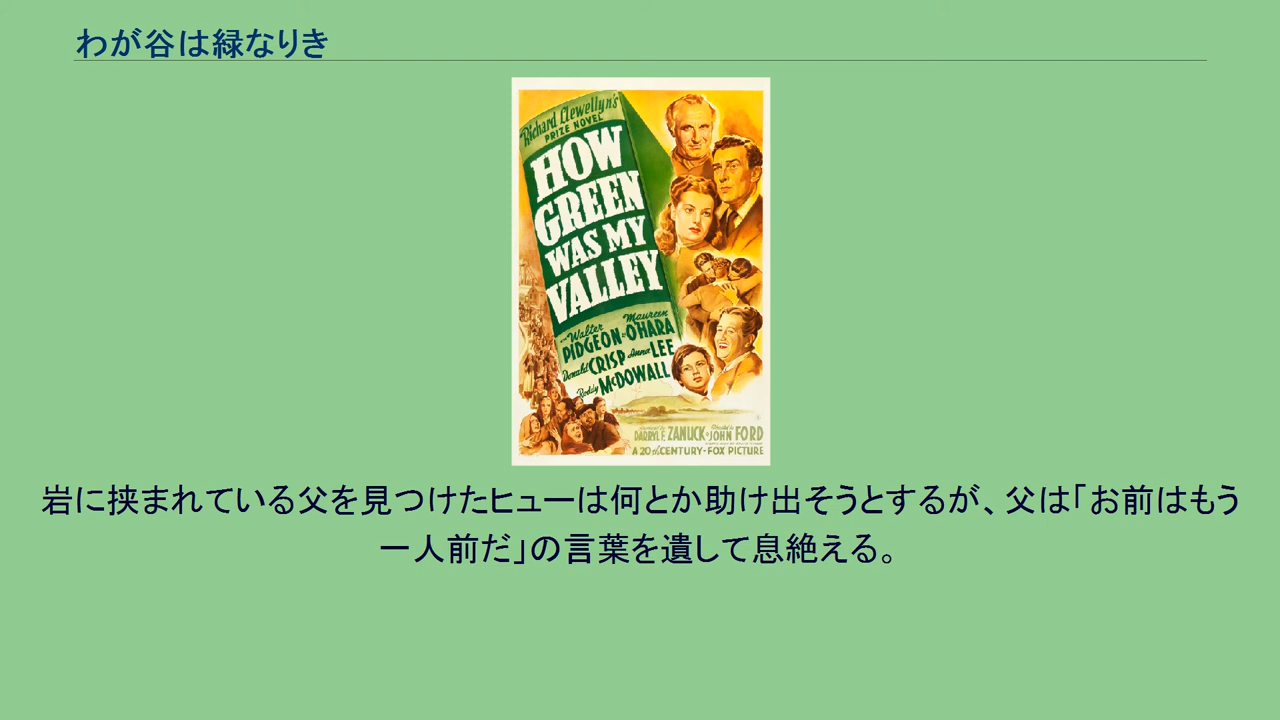 わが谷は緑なりき
Richard Llewellyn's
PRIZE NOVEL
HOW
GREEN
WAS MY
VALLEY
Walter
PIDGEON
Maureen
O'HARA
Donald CRISP Anna LEE
Roddy McDOWALL
DARRYL F. ZANUCK JOHN FORD
A 20th CENTURY-FOX PICTURE
岩に挟まれている父を見つけたヒューは何とか助け出そうとするが、父は「お前はもう
一人前だ」の言葉を遺して息絶える。